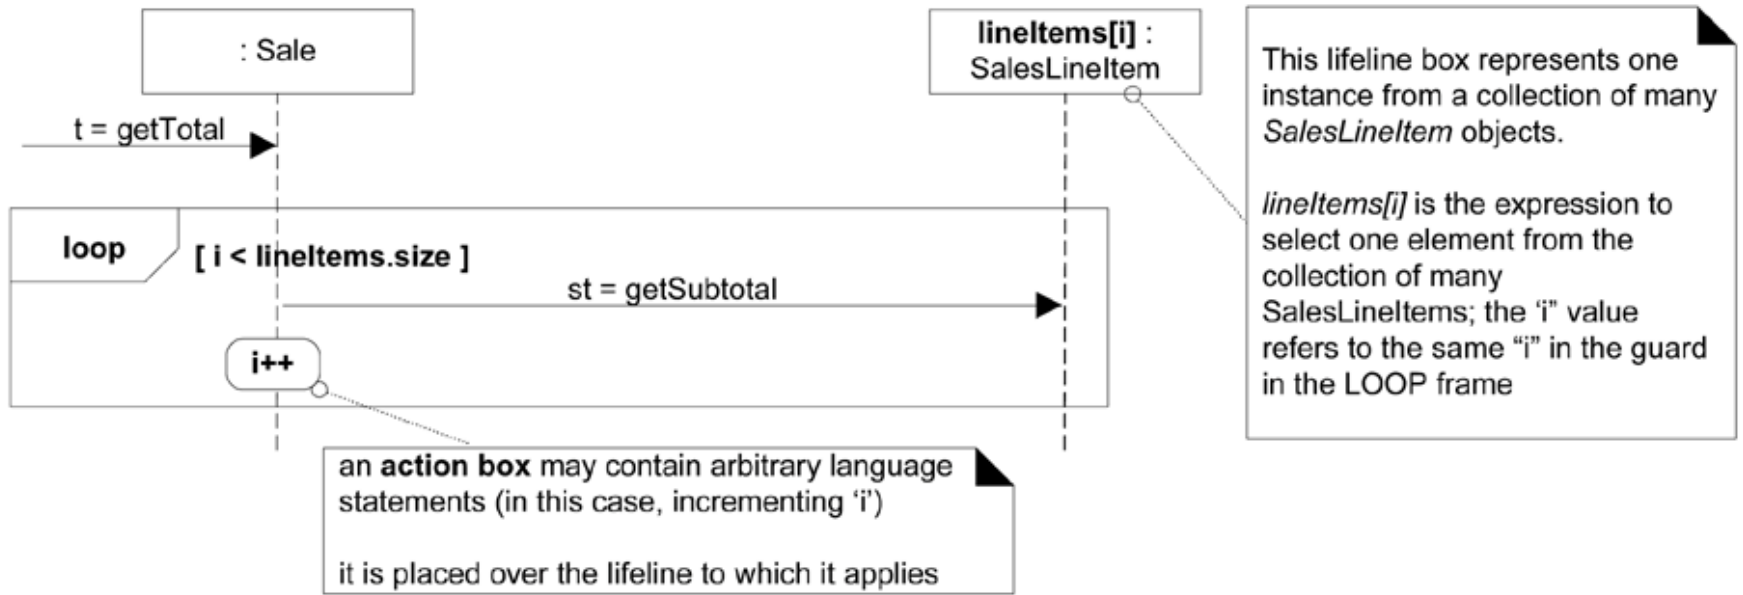 : Sale
lineItems[i] :
SalesLineItem
t = getTotal
loop
[ i < lineItems.size ]
st = getSubtotal
i++
an action box may contain arbitrary language
statements (in this case, incrementing ‘i’)
it is placed over the lifeline to which it applies
This lifeline box represents one
instance from a collection of many
SalesLineItem objects.
lineItems[i] is the expression to
select one element from the
collection of many
SalesLineItems; the ‘i” value
refers to the same “i” in the guard
in the LOOP frame